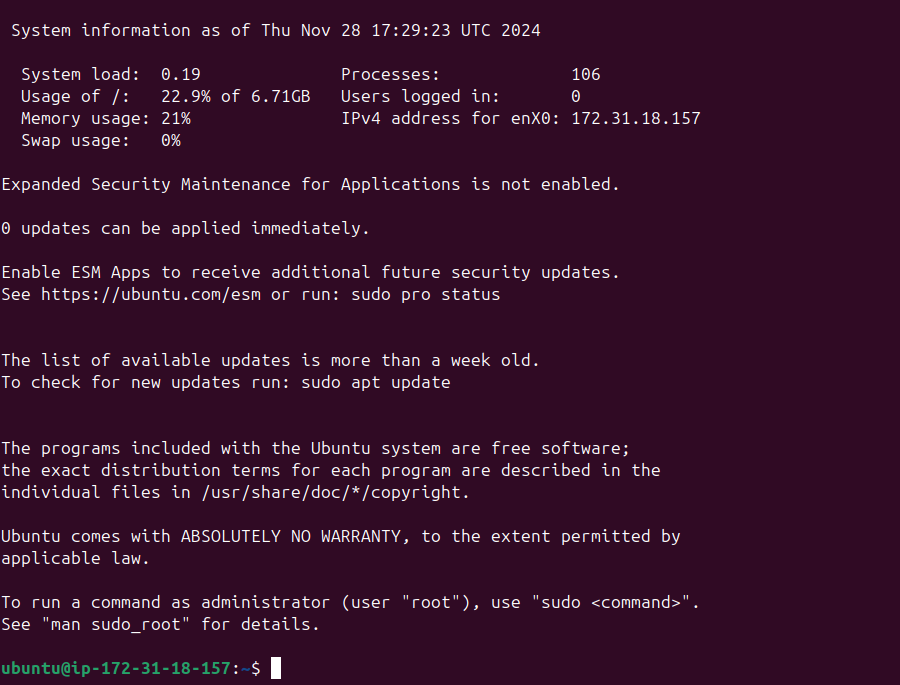 System information as of Thu Nov 28 17:29:23 UTC 2024
System load:  0.19              Processes:             106
Usage of /:   22.9% of 6.71GB   Users logged in:       0
Memory usage: 21%               IPv4 address for enX0: 172.31.18.157
Swap usage:   0%
Expanded Security Maintenance for Applications is not enabled.
0 updates can be applied immediately.
Enable ESM Apps to receive additional future security updates.
See https://ubuntu.com/esm or run: sudo pro status
The list of available updates is more than a week old.
To check for new updates run: sudo apt update
The programs included with the Ubuntu system are free software;
the exact distribution terms for each program are described in the
individual files in /usr/share/doc/*/copyright.
Ubuntu comes with ABSOLUTELY NO WARRANTY, to the extent permitted by
applicable law.
To run a command as administrator (user "root"), use "sudo <command>".
See "man sudo_root" for details.
ubuntu@ip-172-31-18-157:~$